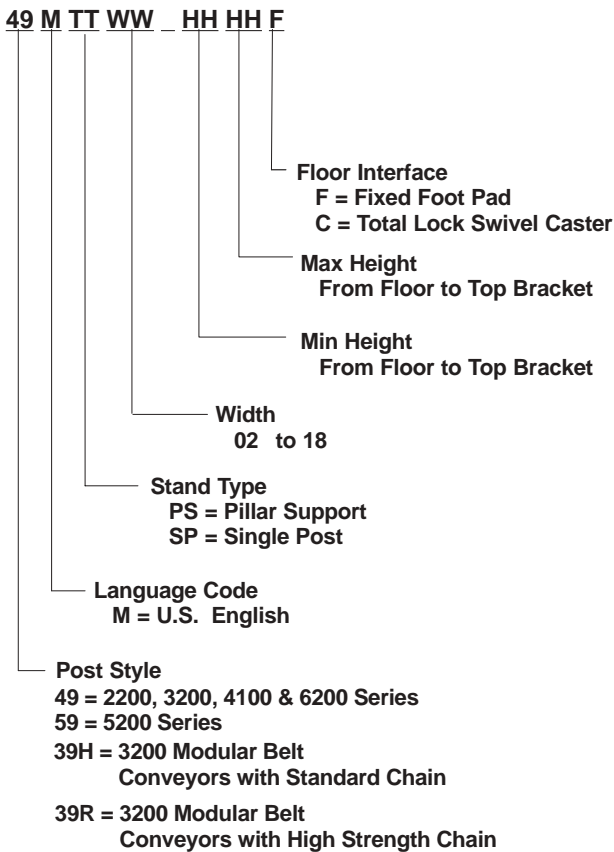 49 M TT WW _ HH HH F
Floor Interface
F = Fixed Foot Pad
C = Total Lock Swivel Caster
Max Height
From Floor to Top Bracket
Min Height
From Floor to Top Bracket
Width
02 to 18
Stand Type
PS = Pillar Support
SP = Single Post
Language Code
M = U.S. English
Post Style
49 = 2200, 3200, 4100 & 6200 Series
59 = 5200 Series
39H = 3200 Modular Belt
Conveyors with Standard Chain
39R = 3200 Modular Belt
Conveyors with High Strength Chain